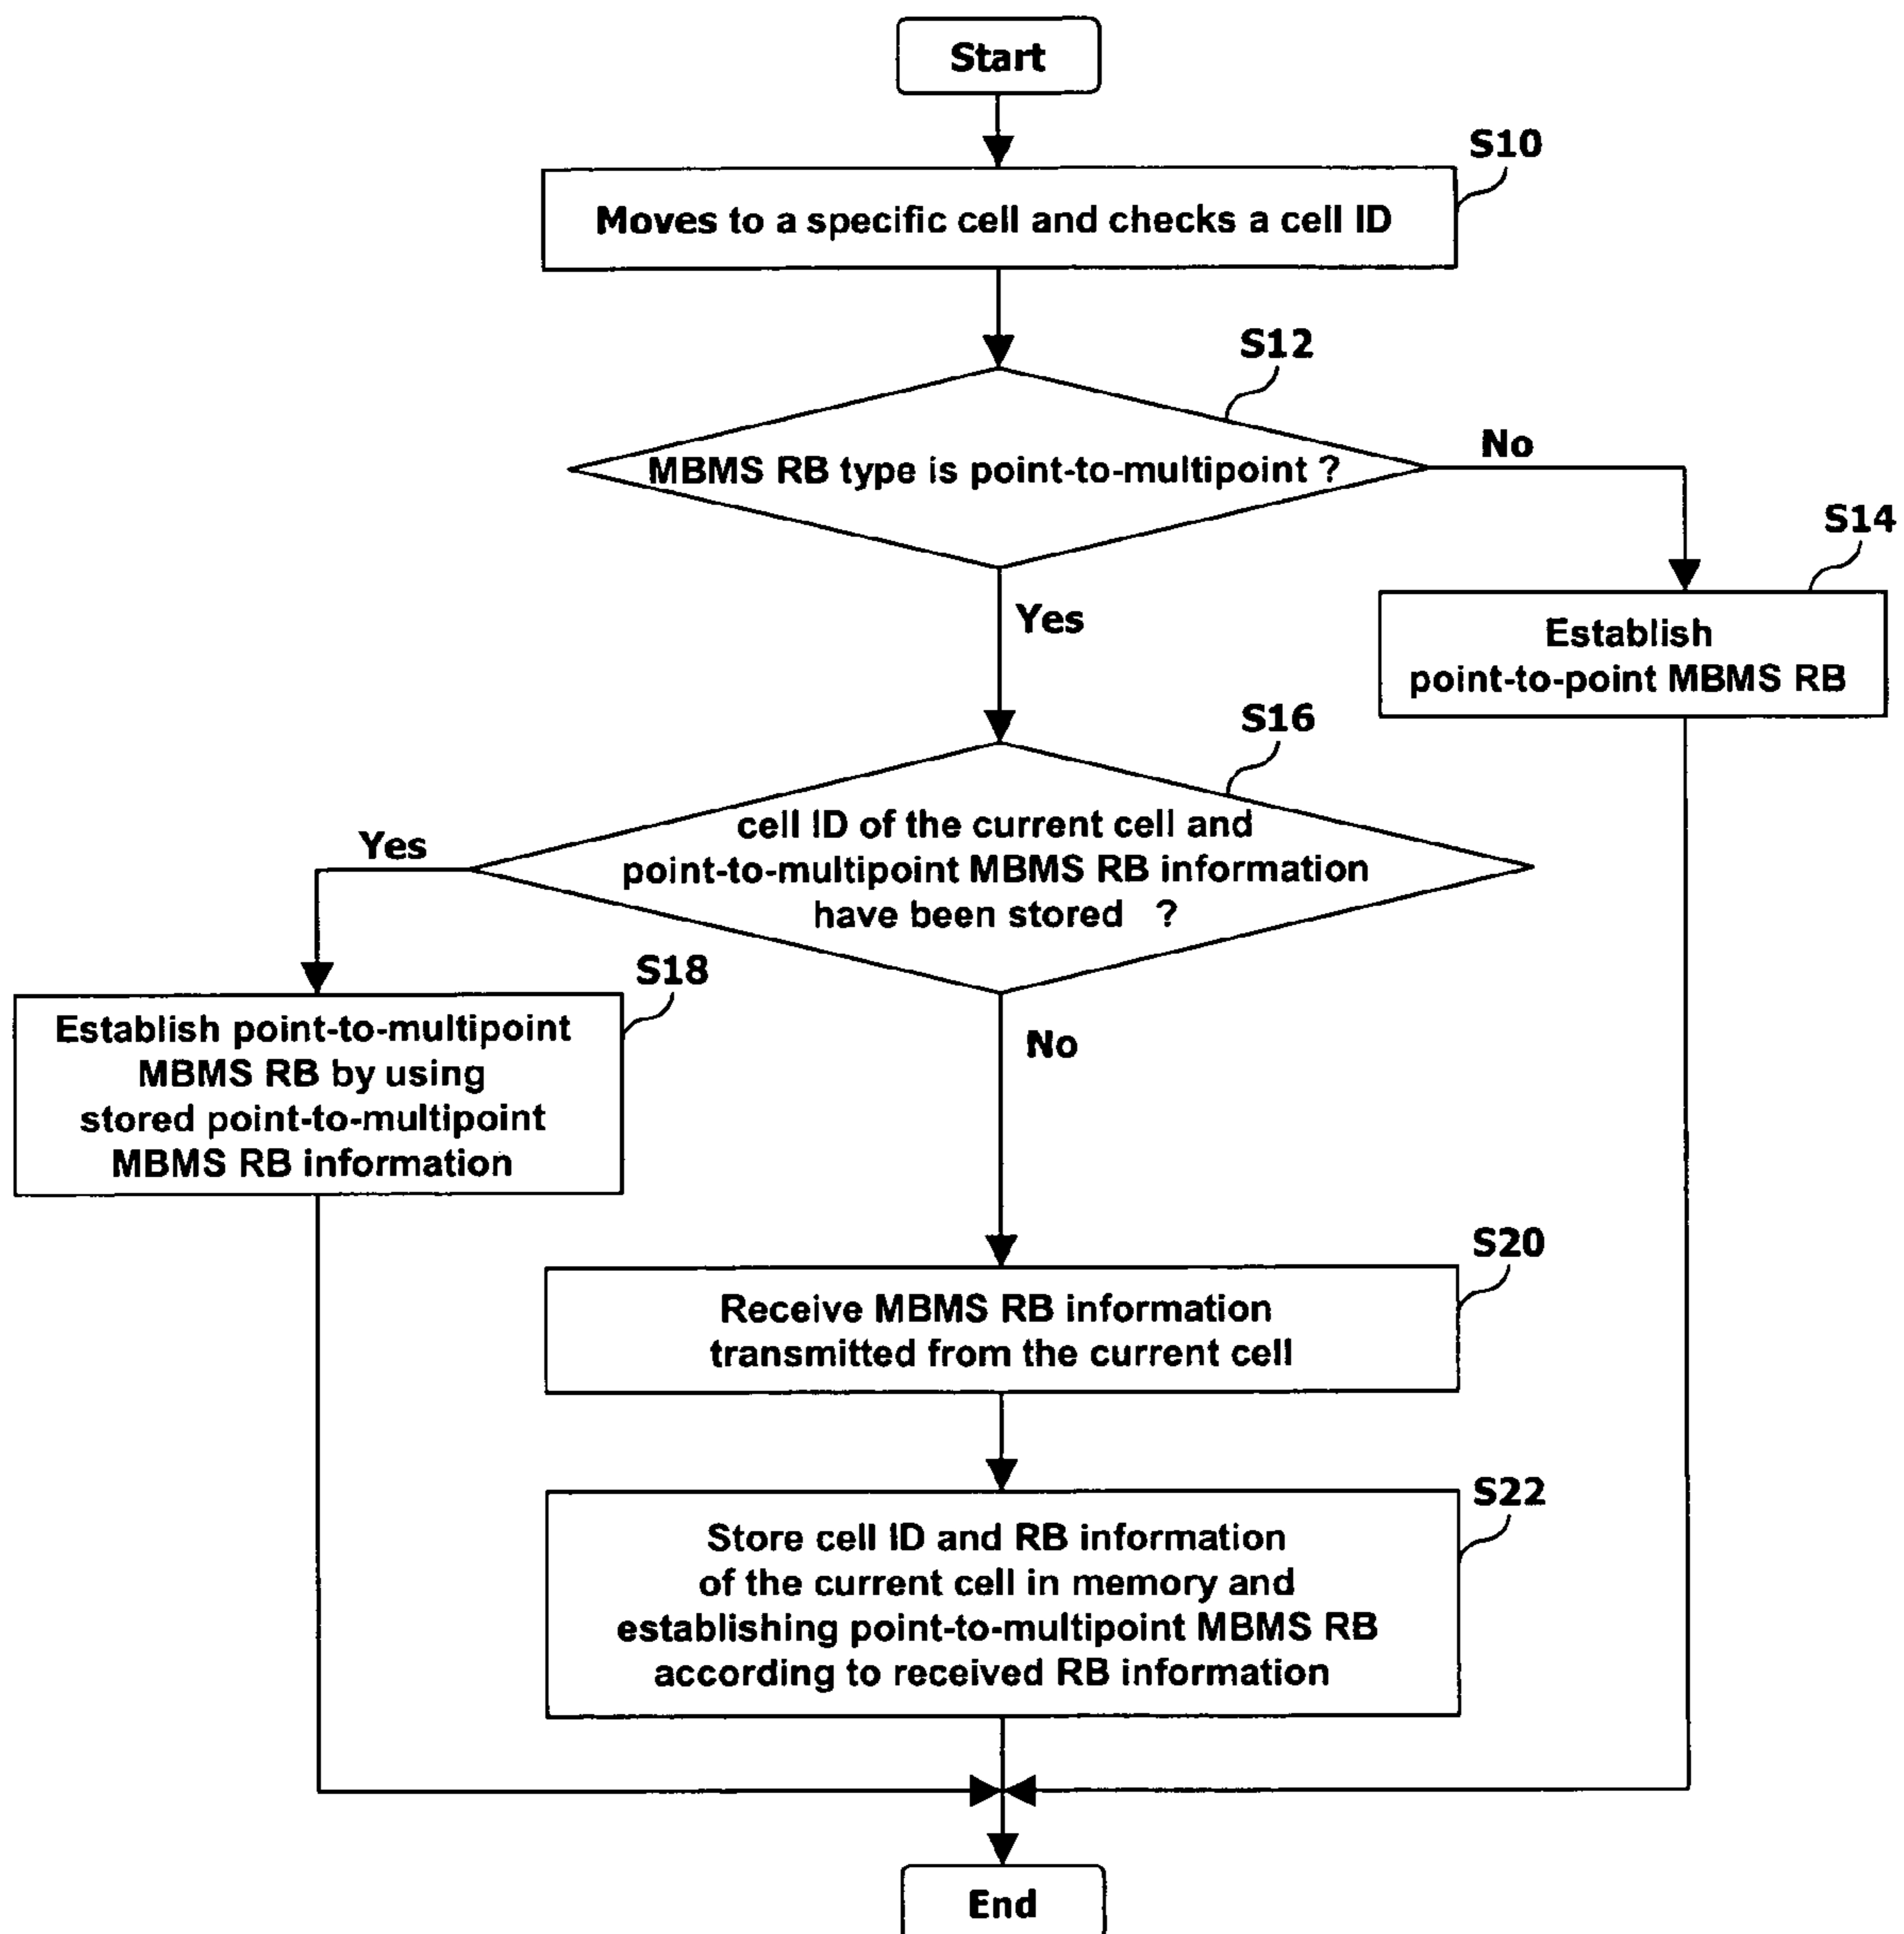 Start
S10
Moves to a specific cell and checks a cell ID
S12
MBMS RB type is point-to-multipoint ?
No
S14
Establish
point-to-point MBMS RB
Yes
S16
cell ID of the current cell and
point-to-multipoint MBMS RB information
have been stored ?
Yes
S18
Establish point-to-multipoint
MBMS RB by using
stored point-to-multipoint
MBMS RB information
No
S20
Receive MBMS RB information
transmitted from the current cell
S22
Store cell ID and RB information
of the current cell in memory and
establishing point-to-multipoint MBMS RB
according to received RB information
End